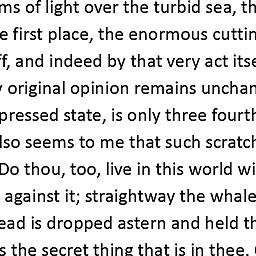 ms of light over the turbid sea, th
e first place, the enormous cuttin
ff, and indeed by that very act itse
original opinion remains unchan
pressed state, is only three fourth
lso seems to me that such scratch
Do thou, too, live in this world wi
against it; straightway the whale
ead is dropped astern and held th
s the secret thing that is in thee.